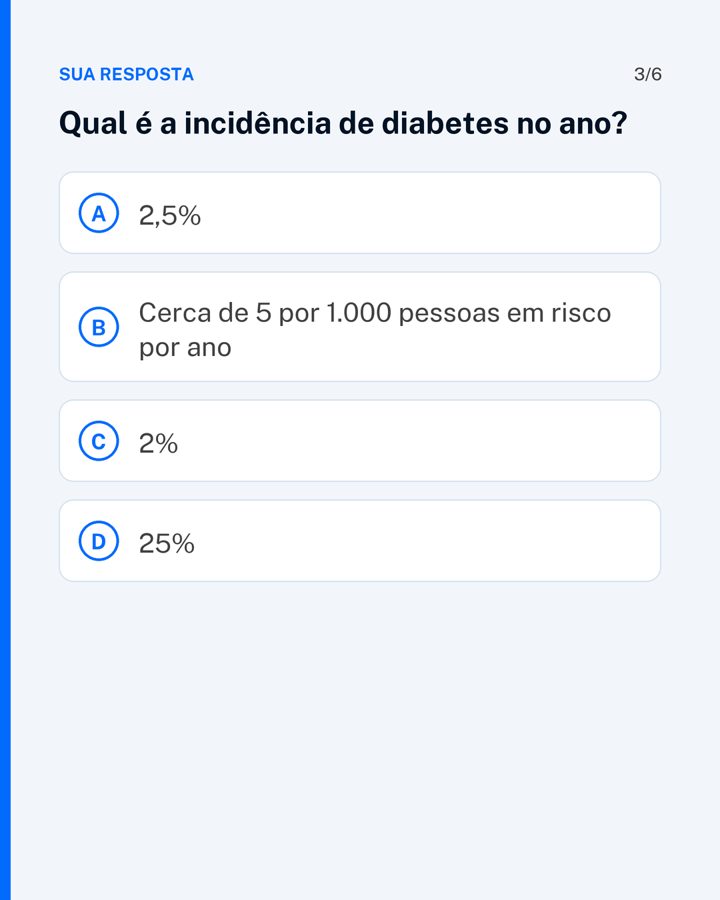 SUA RESPOSTA
3/6
Qual é a incidência de diabetes no ano?
A
2,5%
B
Cerca de 5 por 1.000 pessoas em risco
por ano
C
2%
D
25%